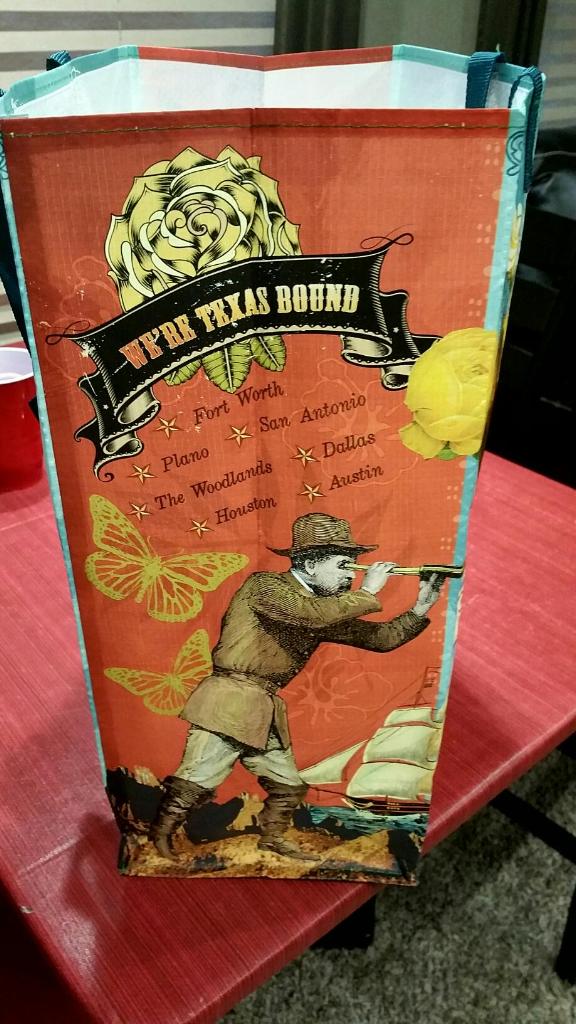 WE'RE TEXAS BOUND
Fort Worth
San Antonio
Plano
Dallas
The Woodlands
Austin
Houston